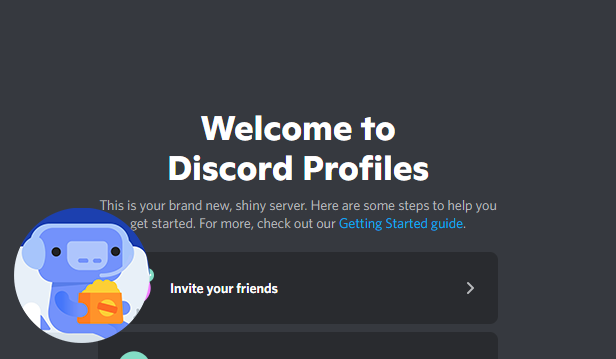 Welcome to
Discord Profiles
This is your brand new, shiny server. Here are some steps to help you
get started. For more, check out our Getting Started guide.
Invite your friends